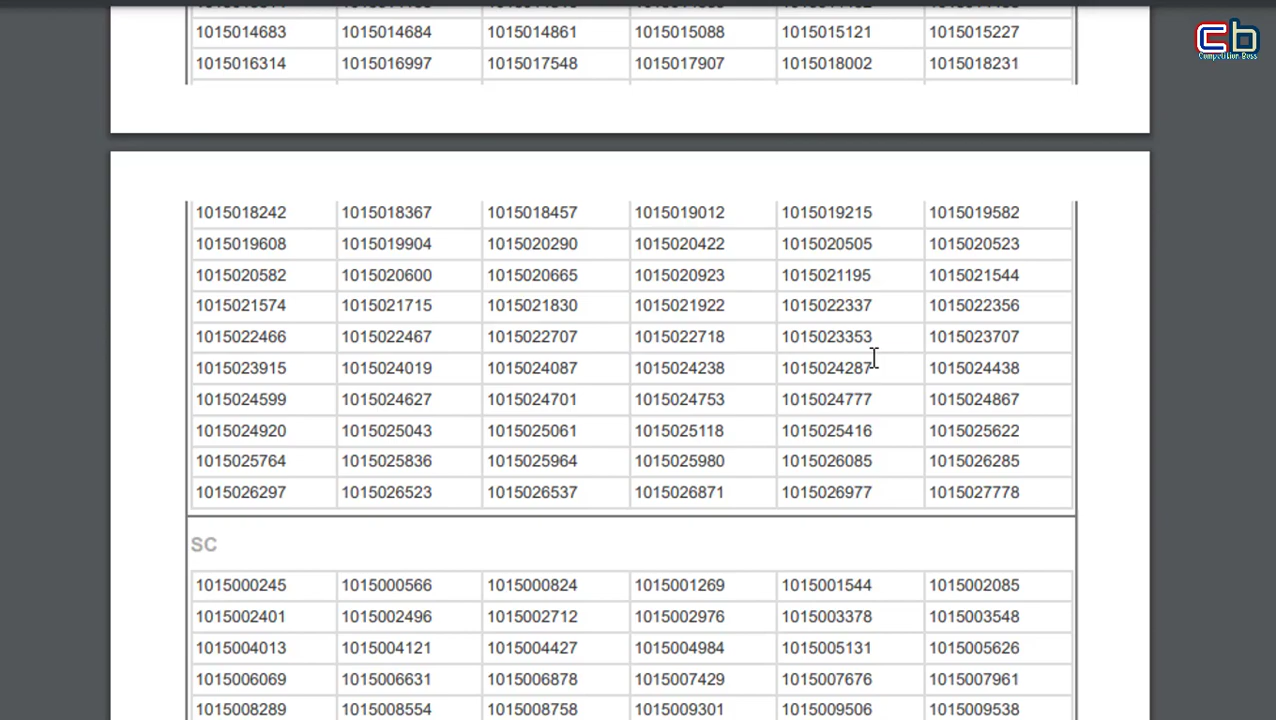 1015014683 1015014684 1015014861 1015015088 1015015121 1015015227
1015016314 1015016997 1015017548 1015017907 1015018002 1015018231
cb
Competition Boss
1015018242 1015018367 1015018457 1015019012 1015019215 1015019582
1015019608 1015019904 1015020290 1015020422 1015020505 1015020523
1015020582 1015020600 1015020665 1015020923 1015021195 1015021544
1015021574 1015021715 1015021830 1015021922 1015022337 1015022356
1015022466 1015022467 1015022707 1015022718 1015023353 1015023707
1015023915 1015024019 1015024087 1015024238 1015024287 1015024438
1015024599 1015024627 1015024701 1015024753 1015024777 1015024867
1015024920 1015025043 1015025061 1015025118 1015025416 1015025622
1015025764 1015025836 1015025964 1015025980 1015026085 1015026285
1015026297 1015026523 1015026537 1015026871 1015026977 1015027778
SC
1015000245 1015000566 1015000824 1015001269 1015001544 1015002085
1015002401 1015002496 1015002712 1015002976 1015003378 1015003548
1015004013 1015004121 1015004427 1015004984 1015005131 1015005626
1015006069 1015006631 1015006878 1015007429 1015007676 1015007961
1015008289 1015008554 1015008758 1015009301 1015009506 1015009538